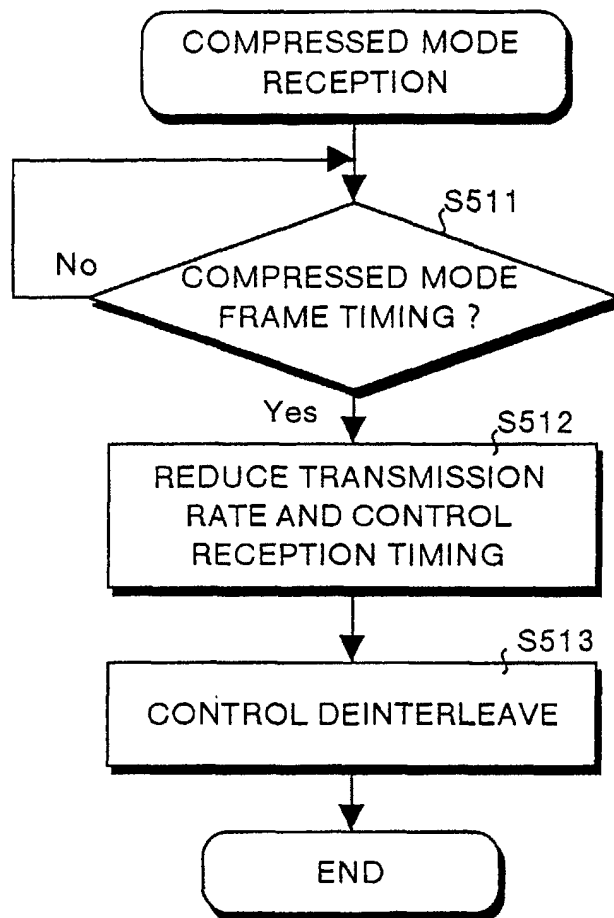 COMPRESSED MODE
RECEPTION
S511
No
COMPRESSED MODE
FRAME TIMING ?
Yes
S512
REDUCE TRANSMISSION
RATE AND CONTROL
RECEPTION TIMING
S513
CONTROL DEINTERLEAVE
END